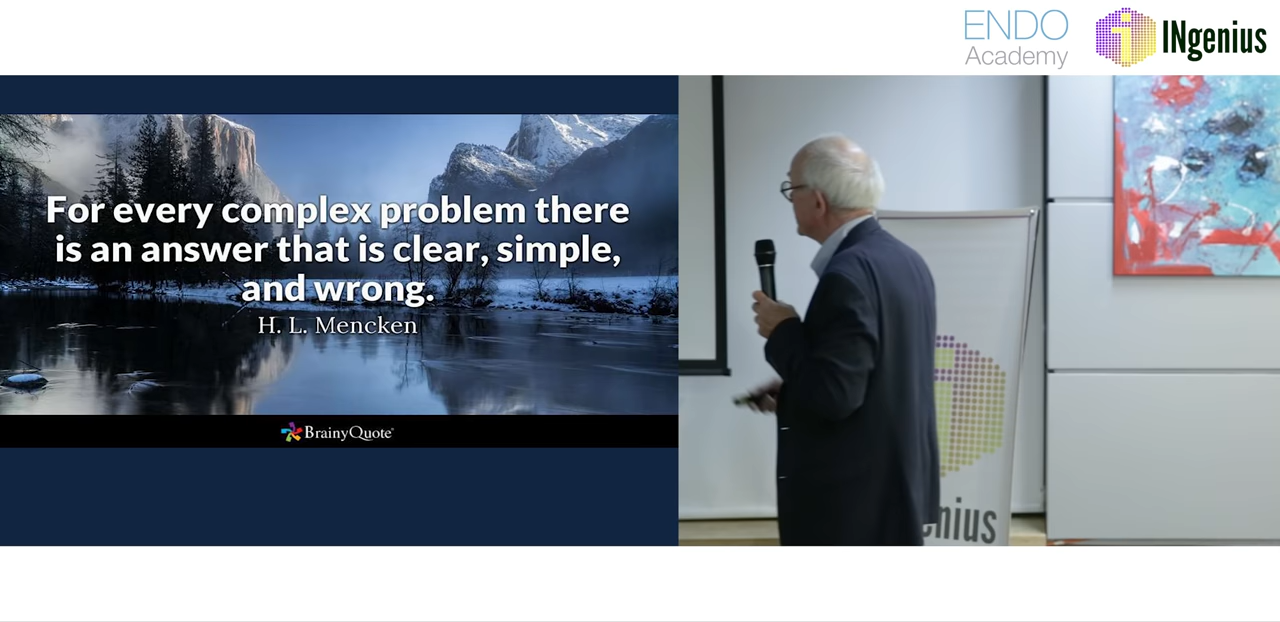 ENDO
Academy
INgenius
For every complex problem there
is an answer that is clear, simple,
and wrong.
H. L. Mencken
BrainyQuote®
enius